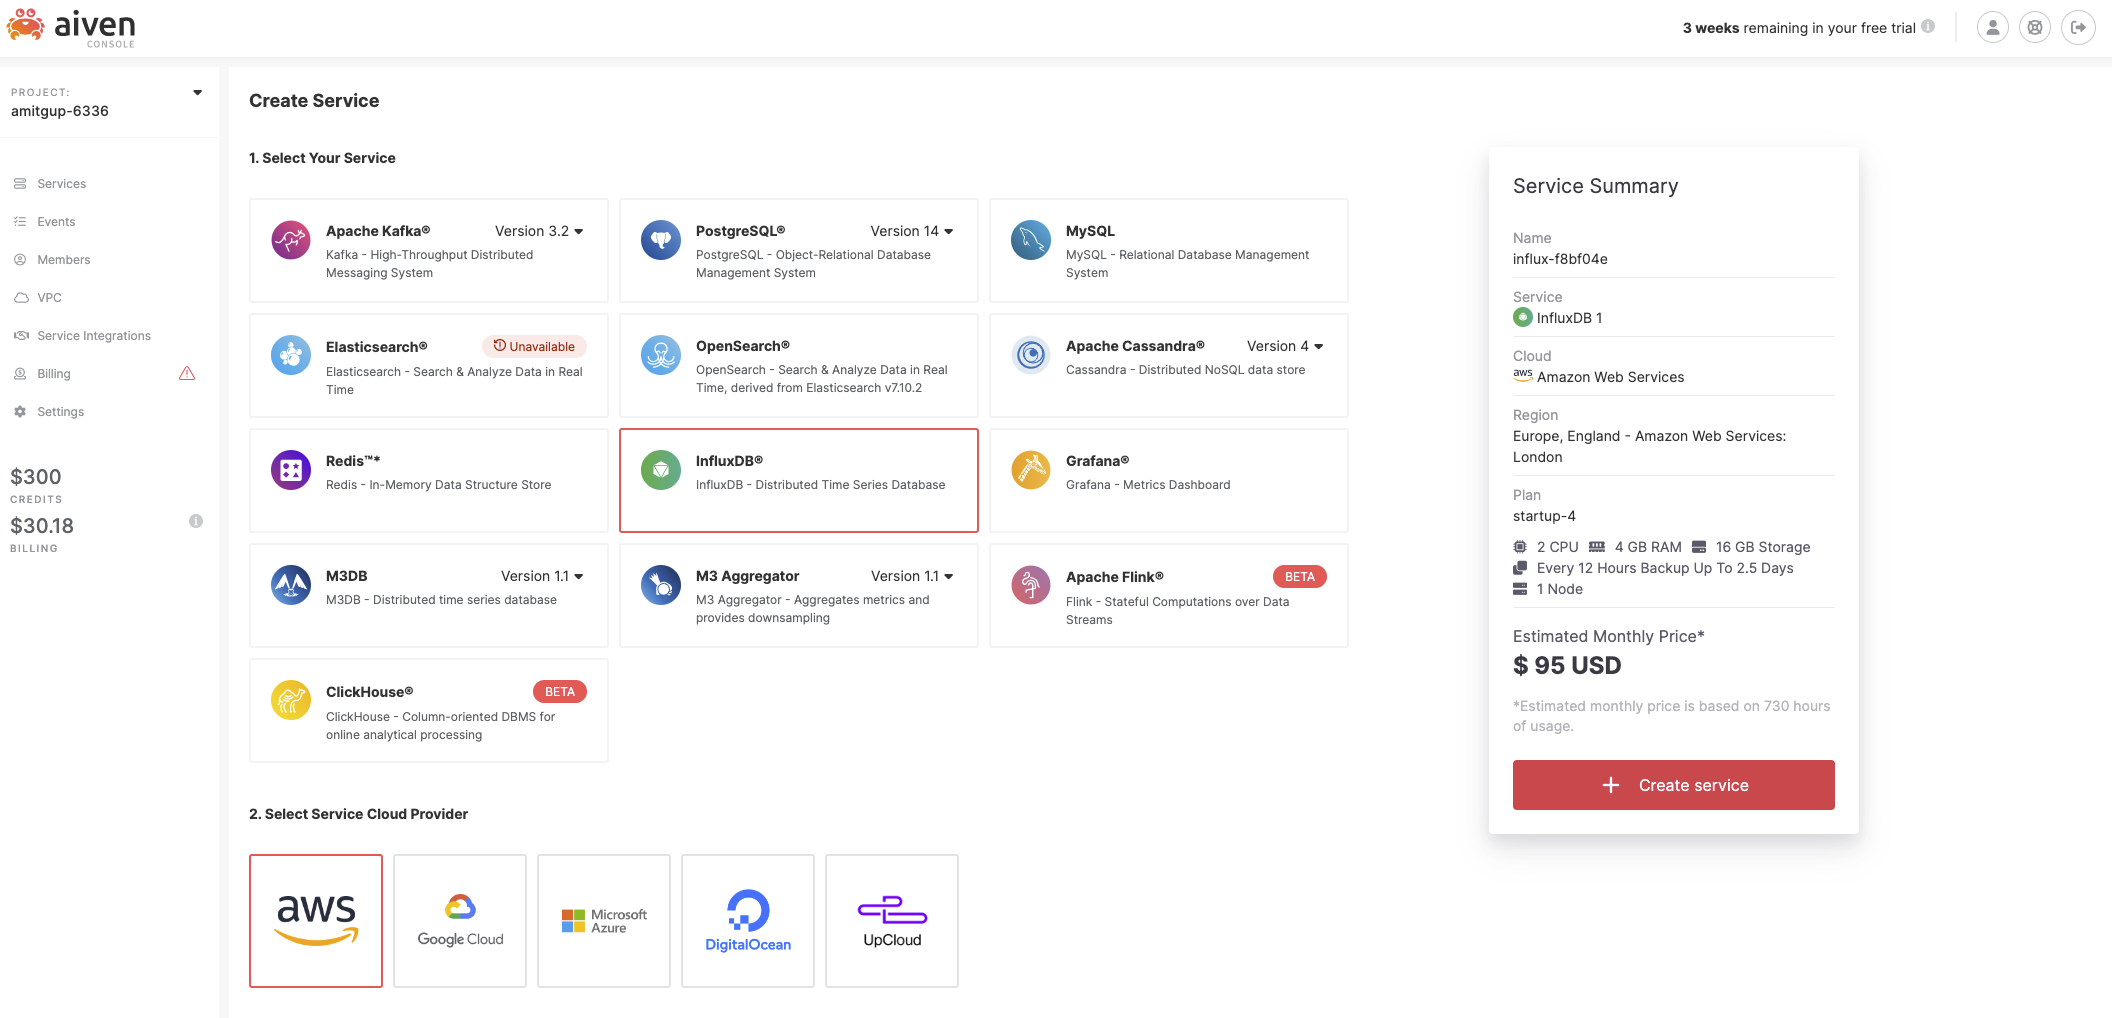 aiven
CONSOLE
3 weeks remaining in your free trial
PROJECT:
amitgup-6336
Services
Events
Members
VPC
Service Integrations
Billing
Settings
$300
CREDITS
$30.18
BILLING
Create Service
1. Select Your Service
Apache Kafka® Version 3.2
Kafka - High-Throughput Distributed
Messaging System
PostgreSQL® Version 14
PostgreSQL - Object-Relational Database
Management System
MySQL
MySQL - Relational Database Management
System
Elasticsearch® Unavailable
Elasticsearch - Search & Analyze Data in Real
Time
OpenSearch®
OpenSearch - Search & Analyze Data in Real
Time, derived from Elasticsearch v7.10.2
Apache Cassandra® Version 4
Cassandra - Distributed NoSQL data store
Redis™*
Redis - In-Memory Data Structure Store
InfluxDB®
InfluxDB - Distributed Time Series Database
Grafana®
Grafana - Metrics Dashboard
M3DB Version 1.1
M3DB - Distributed time series database
M3 Aggregator Version 1.1
M3 Aggregator - Aggregates metrics and
provides downsampling
Apache Flink® BETA
Flink - Stateful Computations over Data
Streams
ClickHouse® BETA
ClickHouse - Column-oriented DBMS for
online analytical processing
2. Select Service Cloud Provider
aws
Google Cloud
Microsoft
Azure
DigitalOcean
UpCloud
Service Summary
Name
influx-f8bf04e
Service
InfluxDB 1
Cloud
aws Amazon Web Services
Region
Europe, England - Amazon Web Services:
London
Plan
startup-4
2 CPU 4 GB RAM 16 GB Storage
Every 12 Hours Backup Up To 2.5 Days
1 Node
Estimated Monthly Price*
$ 95 USD
*Estimated monthly price is based on 730 hours
of usage.
+ Create service